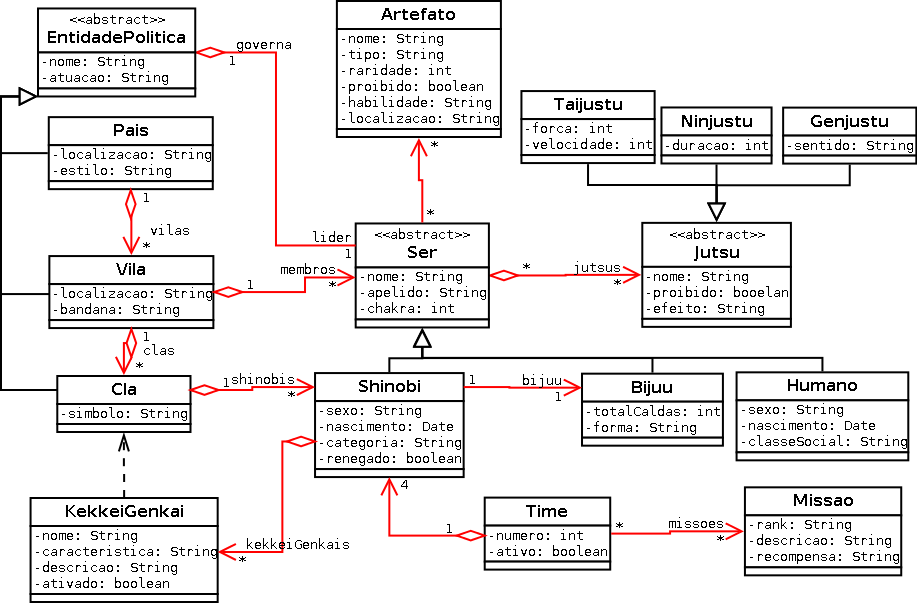 <<abstract>>
EntidadePolitica
-nome: String
-atuacao: String
governa
1
Artefato
-nome: String
-tipo: String
-raridade: int
-proibido: boolean
-habilidade: String
-localizacao: String
*
*
Taijustu
-forca: int
-velocidade: int
Ninjustu
-duracao: int
Genjustu
-sentido: String
Pais
-localizacao: String
-estilo: String
1
vilas
*
lider
1
<<abstract>>
Ser
-nome: String
-apelido: String
-chakra: int
<<abstract>>
Jutsu
-nome: String
-proibido: booelan
-efeito: String
*
jutsus
*
Vila
-localizacao: String
-bandana: String
1
membros
*
1
clas
*
Cla
-simbolo: String
1
shinobis
*
Shinobi
-sexo: String
-nascimento: Date
-categoria: String
-renegado: boolean
1
bijuu
1
Bijuu
-totalCaldas: int
-forma: String
Humano
-sexo: String
-nascimento: Date
-classeSocial: String
KekkeiGenkai
-nome: String
-caracteristica: String
-descricao: String
-ativado: boolean
kekkeiGenkais
*
4
1
Time
-numero: int
-ativo: boolean
*
missoes
*
Missao
-rank: String
-descricao: String
-recompensa: String